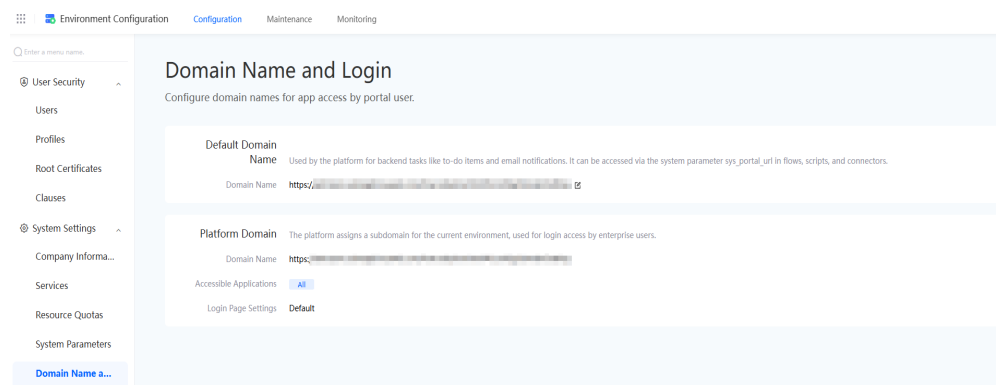 Environment Configuration Configuration Maintenance Monitoring
Enter a menu name.
User Security
Users
Profiles
Root Certificates
Clauses
System Settings
Company Informa...
Services
Resource Quotas
System Parameters
Domain Name a...
Domain Name and Login
Configure domain names for app access by portal user.
Default Domain
Name Used by the platform for backend tasks like to-do items and email notifications. It can be accessed via the system parameter sys_portal_url in flows, scripts, and connectors.
Domain Name https:/
Platform Domain The platform assigns a subdomain for the current environment, used for login access by enterprise users.
Domain Name https:
Accessible Applications All
Login Page Settings Default